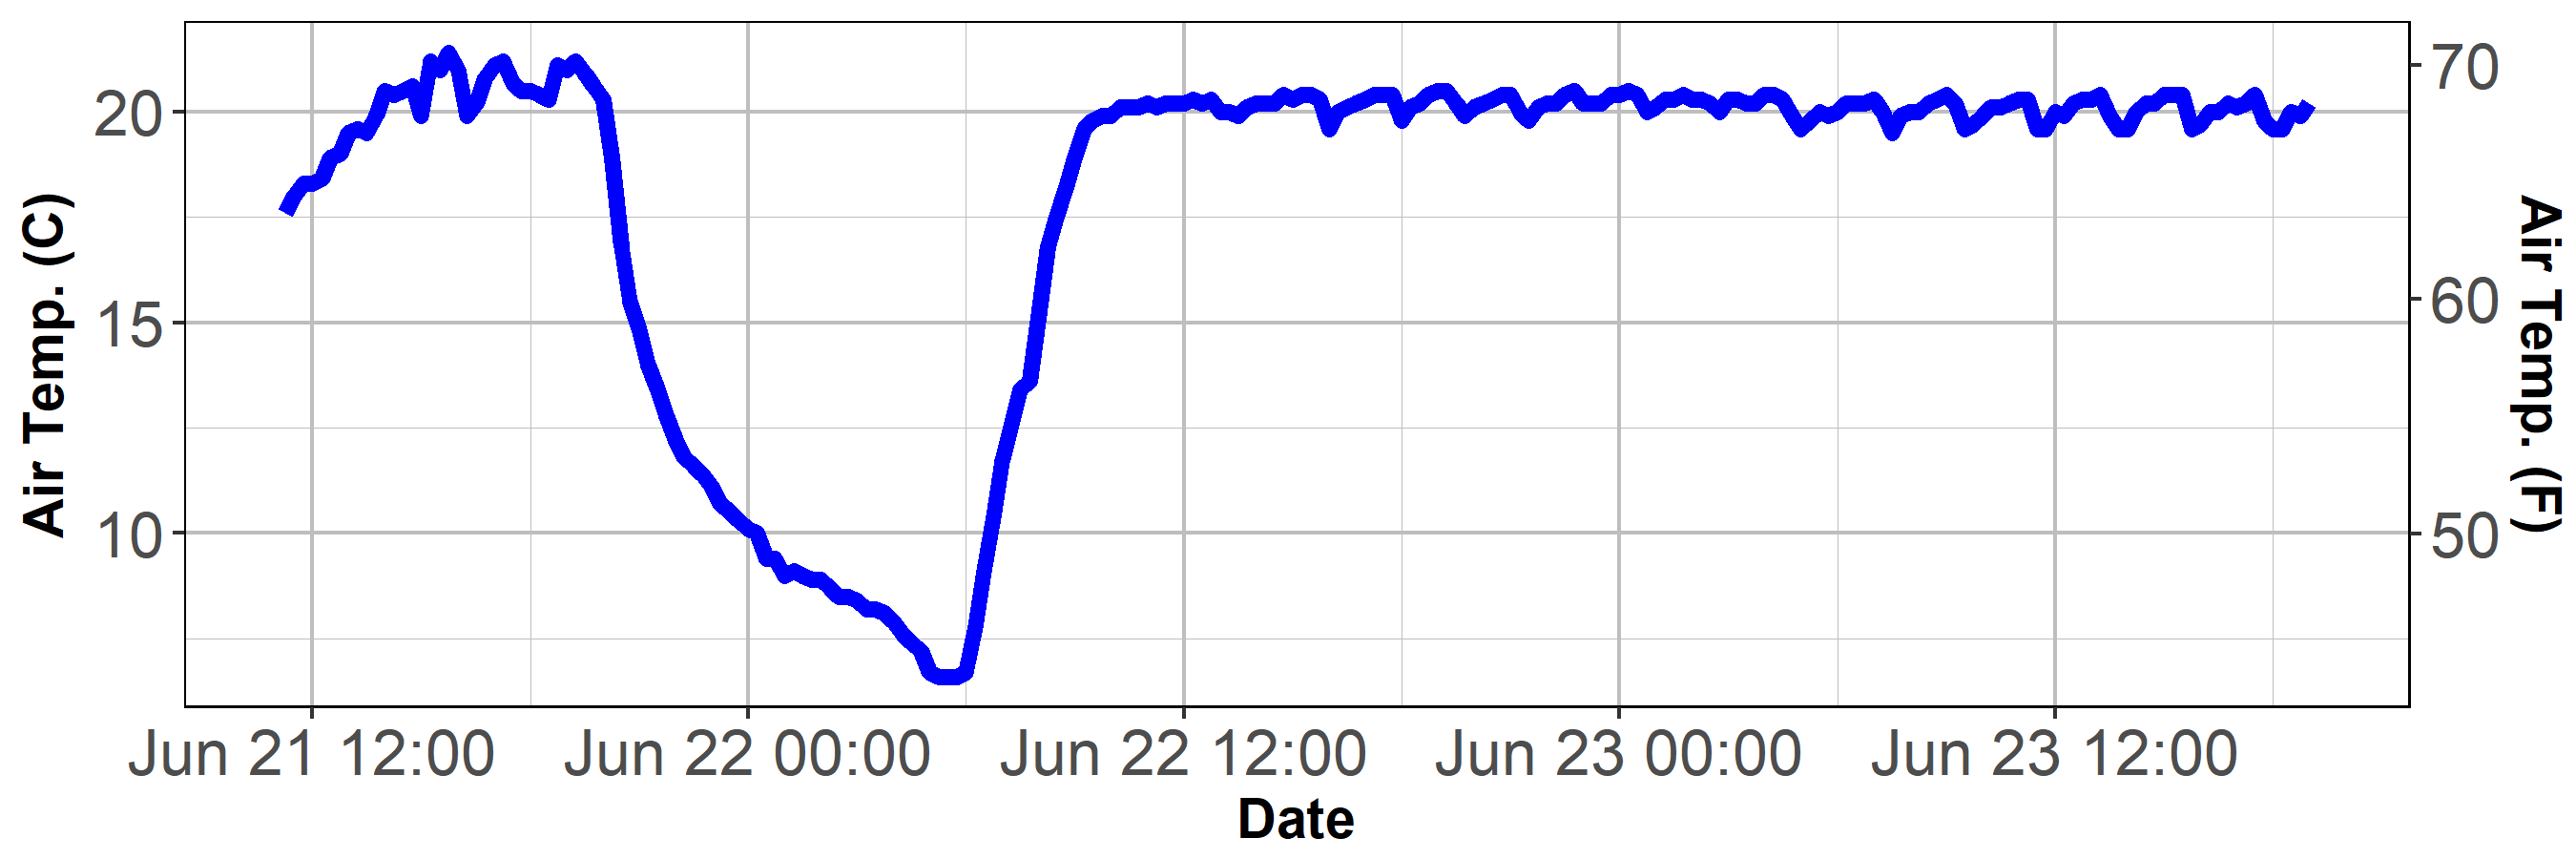 Air Temp. (C)
20
15
10
70
60
50
Air Temp. (F)
Jun 21 12:00
Jun 22 00:00
Jun 22 12:00
Jun 23 00:00
Jun 23 12:00
Date